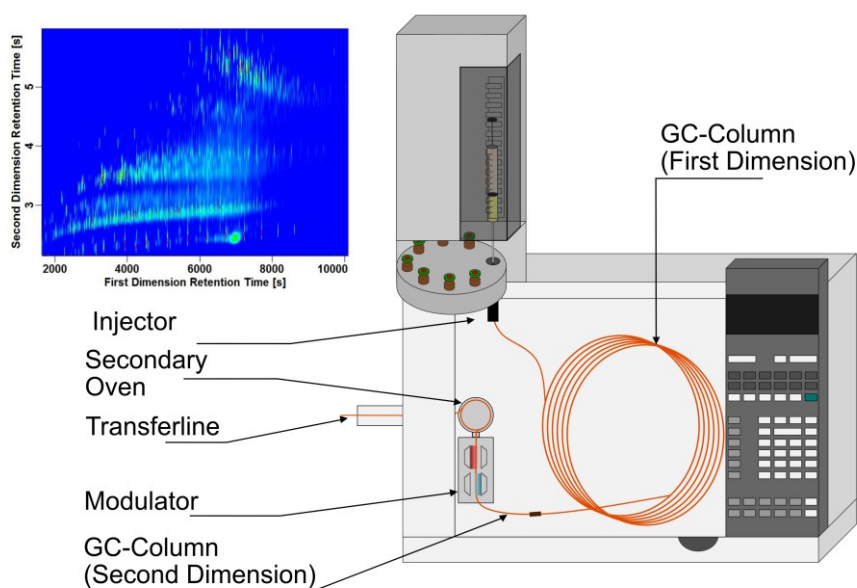 Second Dimension Retention Time [s]
5
4
3
2000 4000 6000 8000 10000
First Dimension Retention Time [s]
GC-Column
(First Dimension)
Injector
Secondary
Oven
Transferline
Modulator
GC-Column
(Second Dimension)